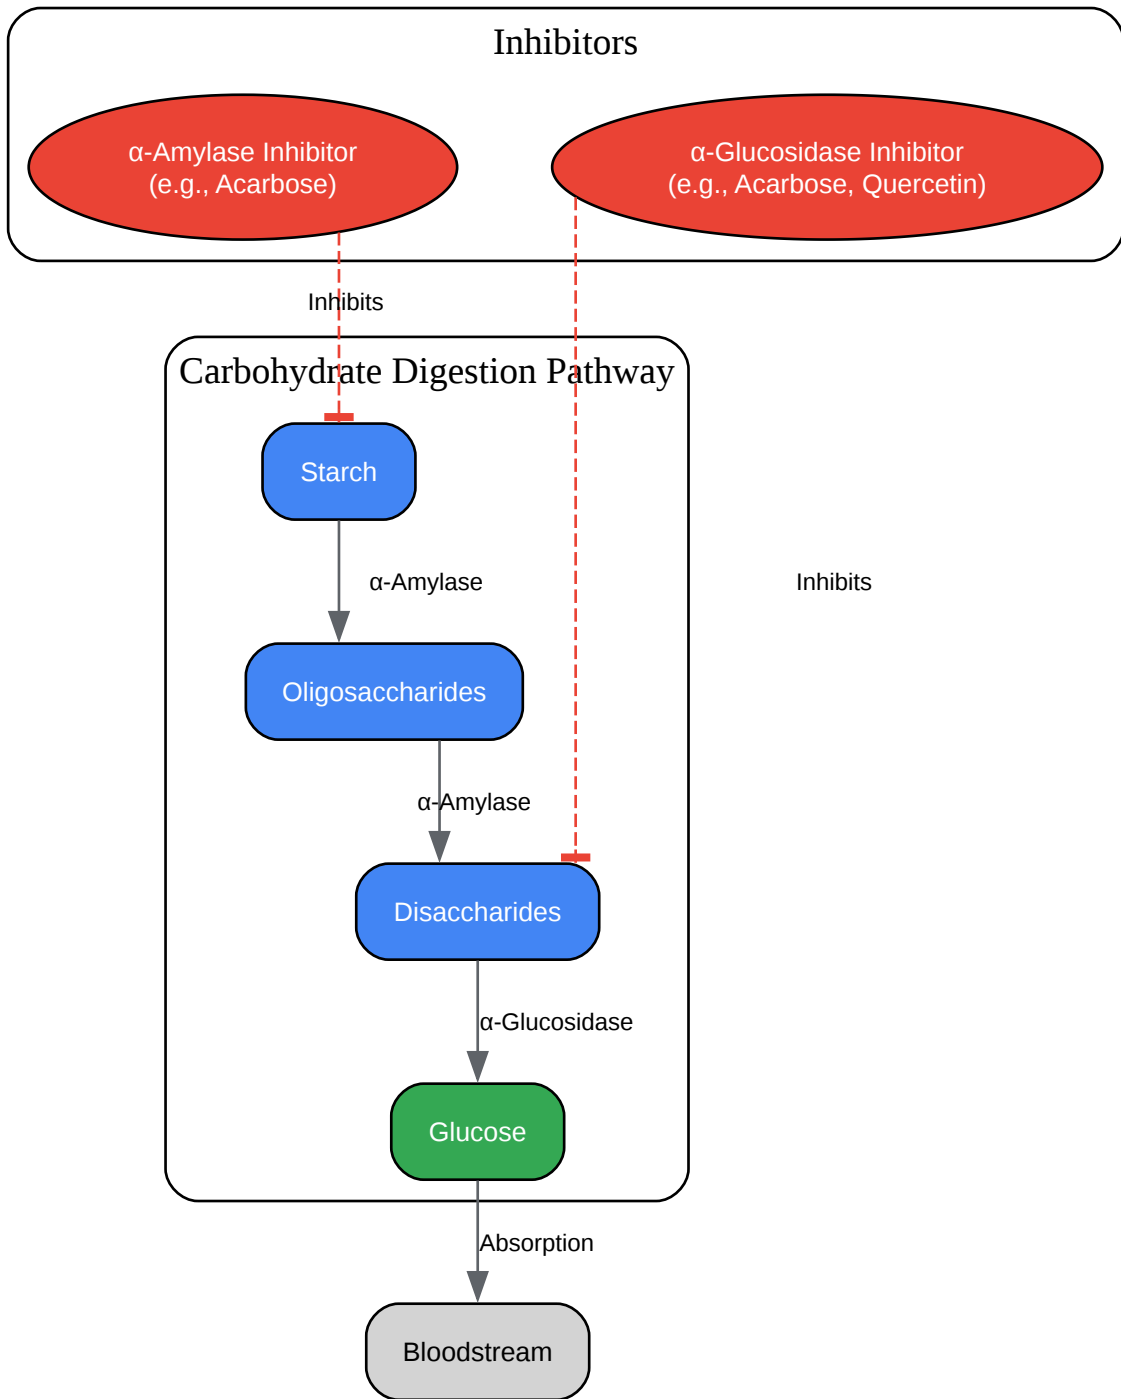 Inhibitors
α-Amylase Inhibitor
(e.g., Acarbose)
α-Glucosidase Inhibitor
(e.g., Acarbose, Quercetin)
Inhibits
Carbohydrate Digestion Pathway
Starch
α-Amylase
Inhibits
Oligosaccharides
α-Amylase
Disaccharides
α-Glucosidase
Glucose
Absorption
Bloodstream